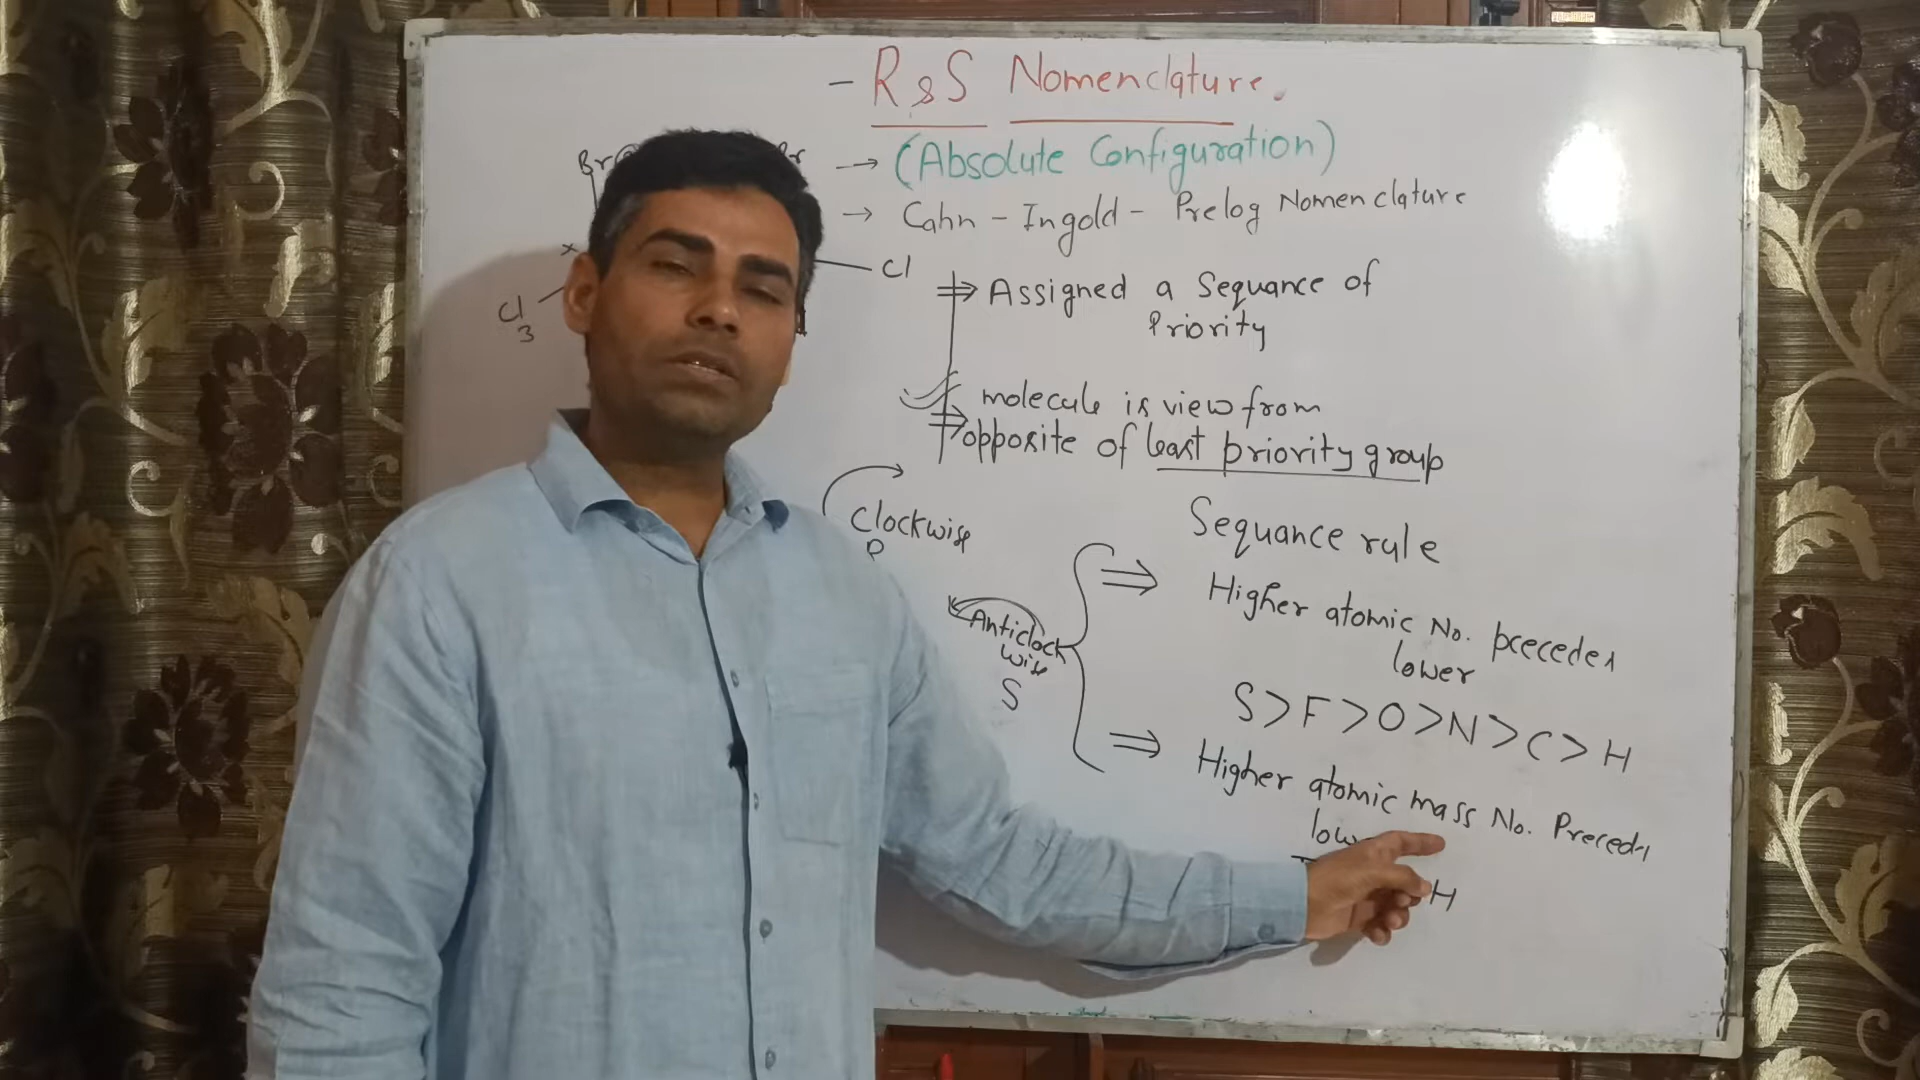 - R & S Nomenclature.
→ (Absolute Configuration)
→ Cahn - Ingold - Prelog Nomenclature
Br
Cl
3
Cl
⇒ Assigned a Sequance of
Priority
molecule is view from
⇒ opposite of least priority group
Clockwise
Anticlock
wise
S
Sequance rule
⇒ Higher atomic No. precedes
lower
S > F > O > N > C > H
⇒ Higher atomic mass No. Preceds
H